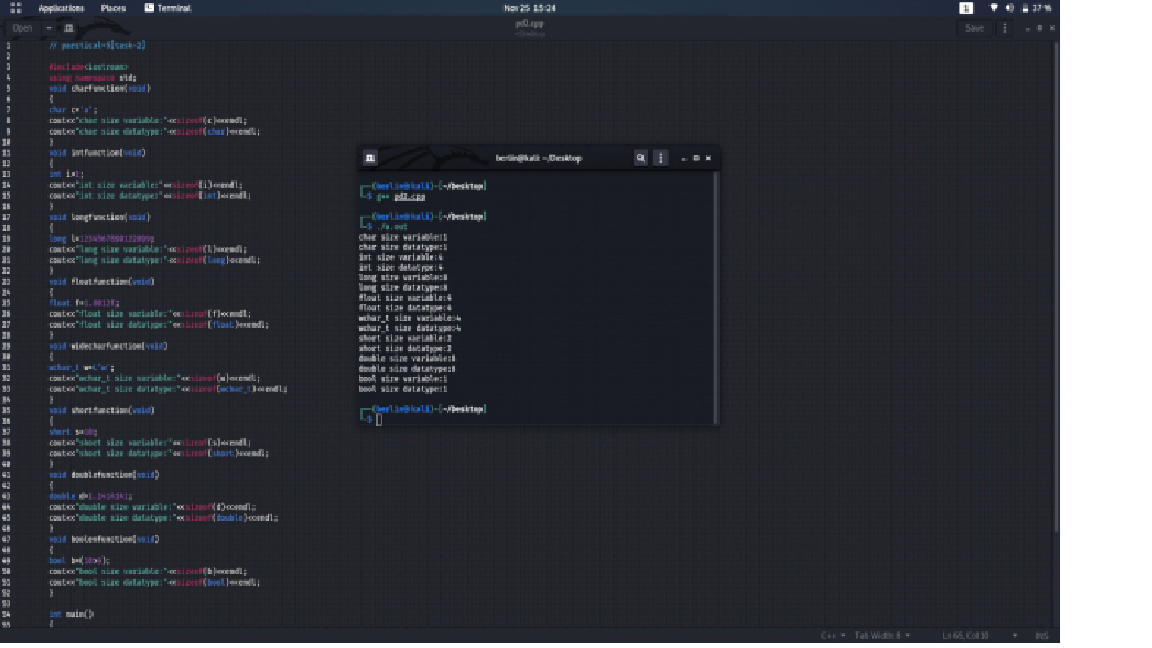 Applications Places Terminal Nov 25 15:24 37 %
Open pd2.cpp Save
~/Desktop
1 // practical=3[task-2]
2
3 #include<iostream>
4 using namespace std;
5 void charfunction(void)
6 {
7 char c='a';
8 cout<<"char size variable:"<<sizeof(c)<<endl;
9 cout<<"char size datatype:"<<sizeof(char)<<endl;
10 }
11 void intfunction(void)
12 {
13 int i=1;
14 cout<<"int size variable:"<<sizeof(i)<<endl;
15 cout<<"int size datatype:"<<sizeof(int)<<endl;
16 }
17 void longfunction(void)
18 {
19 long
20 cout<<"long size variable:"<<sizeof(l)<<endl;
21 cout<<"long size datatype:"<<sizeof(long)<<endl;
22 }
23 void floatfunction(void)
24 {
25 float
26 cout<<"float size variable:"<<sizeof(f)<<endl;
27 cout<<"float size datatype:"<<sizeof(float)<<endl;
28 }
29 void widecharfunction(void)
30 {
31 wchar_t w=L'w';
32 cout<<"wchar_t size variable:"<<sizeof(w)<<endl;
33 cout<<"wchar_t size datatype:"<<sizeof(wchar_t)<<endl;
34 }
35 void shortfunction(void)
36 {
37 short s=10;
38 cout<<"short size variable:"<<sizeof(s)<<endl;
39 cout<<"short size datatype:"<<sizeof(short)<<endl;
40 }
41 void doublefunction(void)
42 {
43 double
44 cout<<"double size variable:"<<sizeof(d)<<endl;
45 cout<<"double size datatype:"<<sizeof(double)<<endl;
46 }
47 void boolenfunction(void)
48 {
49 bool
50 cout<<"bool size variable:"<<sizeof(b)<<endl;
51 cout<<"bool size datatype:"<<sizeof(bool)<<endl;
52 }
53
54 int main()
55 {
C++ Tab Width: 8 Ln 65, Col 10 INS
berlin@kali: ~/Desktop
(berlin@kali)-[~/Desktop]
$ g++ pd2.cpp
(berlin@kali)-[~/Desktop]
$ ./a.out
char size variable:1
char size datatype:1
int size variable:4
int size datatype:4
long size variable:8
long size datatype:8
float size variable:4
float size datatype:4
wchar_t size variable:4
wchar_t size datatype:4
short size variable:2
short size datatype:2
double size variable:8
double size datatype:8
bool size variable:1
bool size datatype:1
(berlin@kali)-[~/Desktop]
$